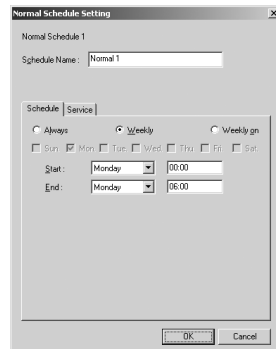 Normal Schedule Setting
Normal Schedule 1
Schedule Name : Normal 1
Schedule Service
Always Weekly Weekly on
Sun. Mon. Tue. Wed. Thu. Fri. Sat.
Start : Monday 00:00
End : Monday 06:00
OK Cancel